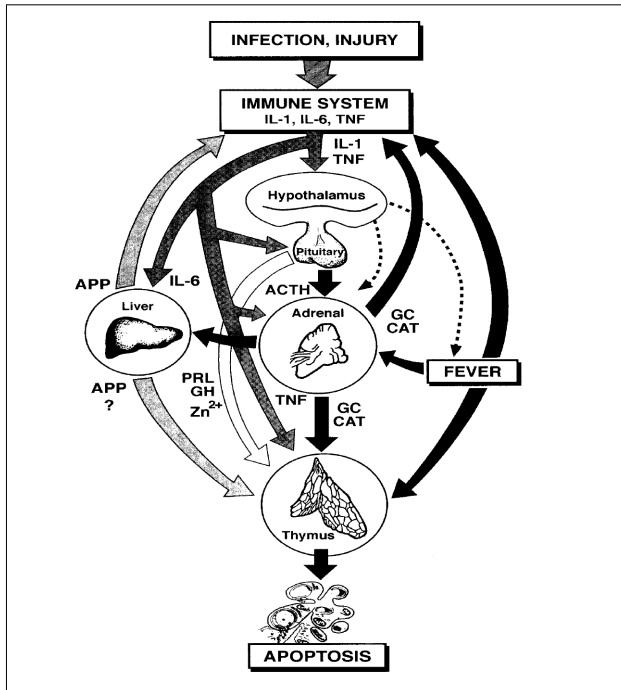 INFECTION, INJURY
IMMUNE SYSTEM
IL-1, IL-6, TNF
IL-1
TNF
Hypothalamus
Pituitary
APP
IL-6
ACTH
Liver
Adrenal
GC
CAT
FEVER
APP
?
PRL
GH
Zn2+
TNF
GC
CAT
Thymus
APOPTOSIS